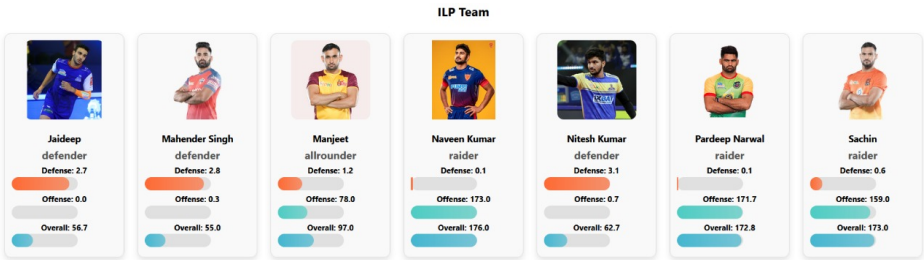 ILP Team
Jaideep
defender
Defense: 2.7
Offense: 0.0
Overall: 56.7
Mahender Singh
defender
Defense: 2.8
Offense: 0.3
Overall: 55.0
Manjeet
allrounder
Defense: 1.2
Offense: 78.0
Overall: 97.0
Naveen Kumar
raider
Defense: 0.1
Offense: 173.0
Overall: 176.0
Nitesh Kumar
defender
Defense: 3.1
Offense: 0.7
Overall: 62.7
Pardeep Narwal
raider
Defense: 0.1
Offense: 171.7
Overall: 172.8
Sachin
raider
Defense: 0.6
Offense: 159.0
Overall: 173.0